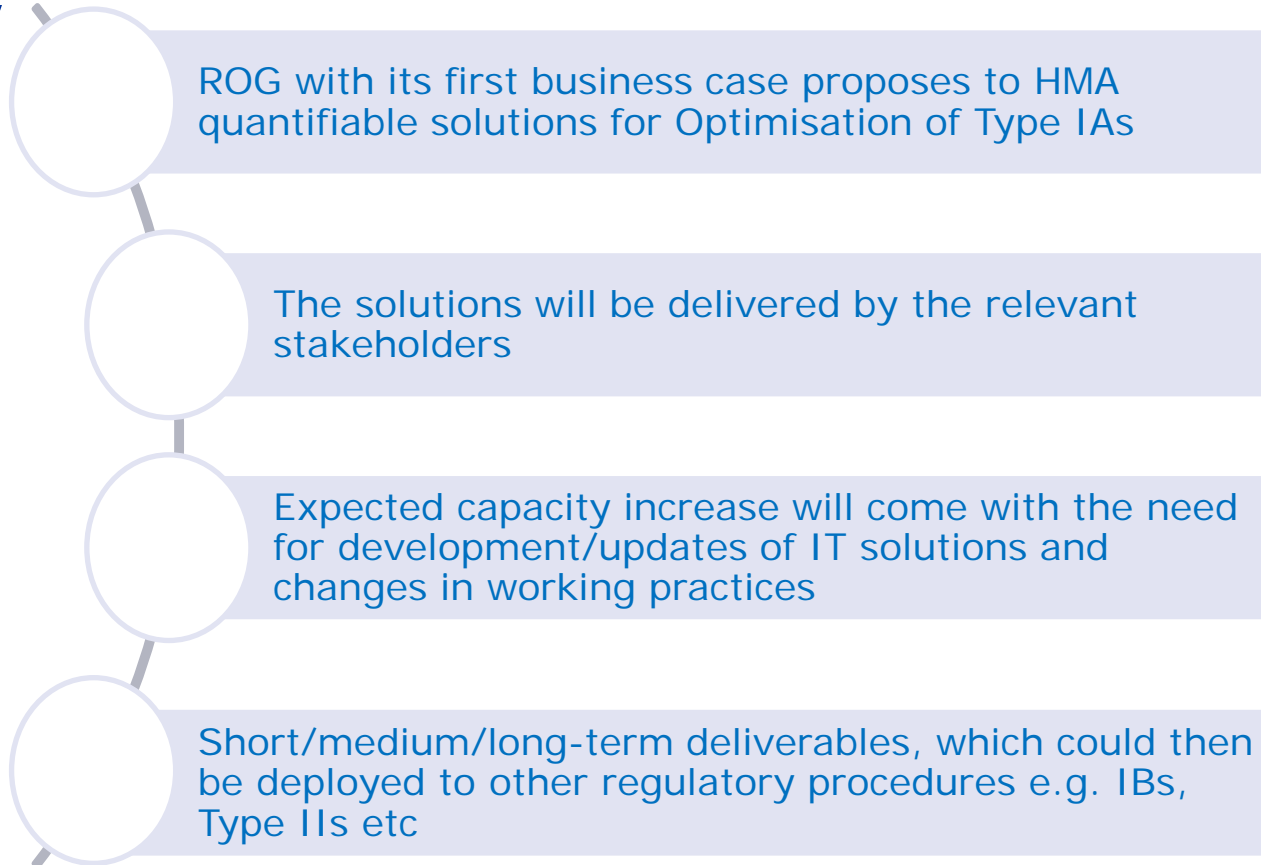 ROG with its first business case proposes to HMA
quantifiable solutions for Optimisation of Type IAs
The solutions will be delivered by the relevant
stakeholders
Expected capacity increase will come with the need
for development/updates of IT solutions and
changes in working practices
Short/medium/long-term deliverables, which could then
be deployed to other regulatory procedures e.g. IBs,
Type IIs etc